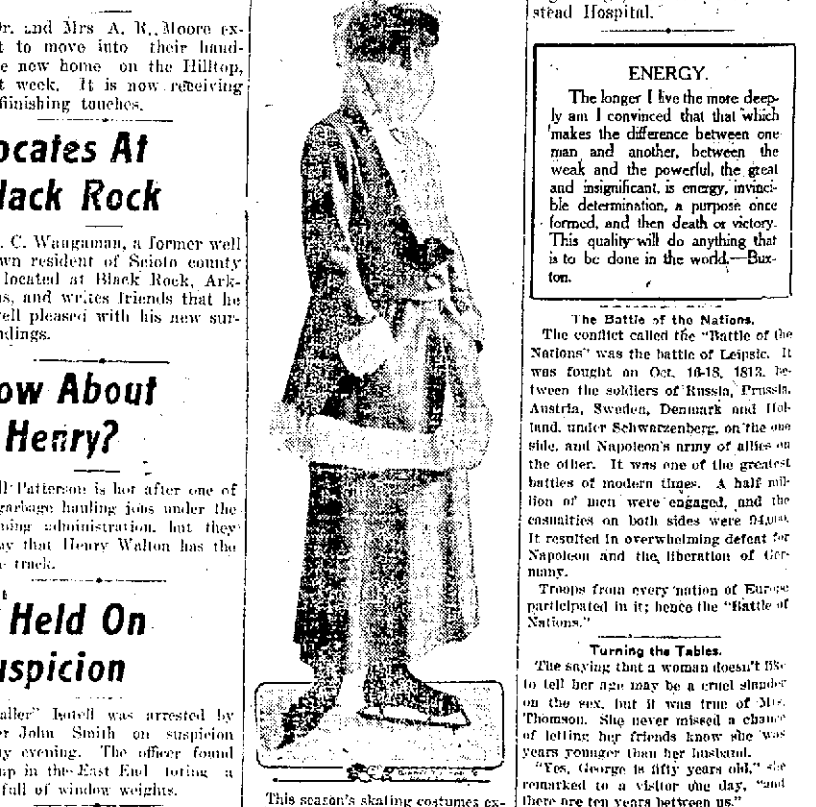 Dr. and Mrs A. R. Moore ex-
t to move into their hand-
e new home on the Hilltop,
t week. It is now receiving
finishing touches.
ocates At
lack Rock
. C. Waugaman, a former well
own resident of Scioto county
located at Black Rock, Ark-
as, and writes friends that he
ell pleased with his new sur-
ndings.
ow About
Henry?
ll Patterson is hot after one of
garbage hauling jobs under the
ming administration, but they
ay that Henry Walton has the
e track.
Held On
uspicion
aller" Isotell was arrested by
er John Smith on suspicion
ay evening. The officer found
up in the East End toting a
full of window weights.
This season's skating costumes ex-
stead Hospital.
ENERGY.
The longer I live the more deep-
ly am I convinced that that which
makes the difference between one
man and another, between the
weak and the powerful, the great
and insignificant, is energy, invinci-
ble determination, a purpose once
formed, and then death or victory.
This quality will do anything that
is to be done in the world.—Bux-
ton.
The Battle of the Nations.
The conflict called the "Battle of the
Nations" was the battle of Leipsic. It
was fought on Oct. 16-18, 1813, be-
tween the soldiers of Russia, Prussia,
Austria, Sweden, Denmark and Hol-
land, under Schwarzenberg, on the one
side, and Napoleon's army of allies on
the other. It was one of the greatest
battles of modern times. A half mil-
lion of men were engaged, and the
casualties on both sides were 94,000.
It resulted in overwhelming defeat for
Napoleon and the liberation of Ger-
many.
Troops from every nation of Europe
participated in it; hence the "Battle of
Nations."
Turning the Tables.
The saying that a woman doesn't like
to tell her age may be a cruel slander
on the sex, but it was true of Mrs.
Thomson. She never missed a chance
of letting her friends know she was
years younger than her husband.
"Yes, George is fifty years old," she
remarked to a visitor one day, "and
there are ten years between us."